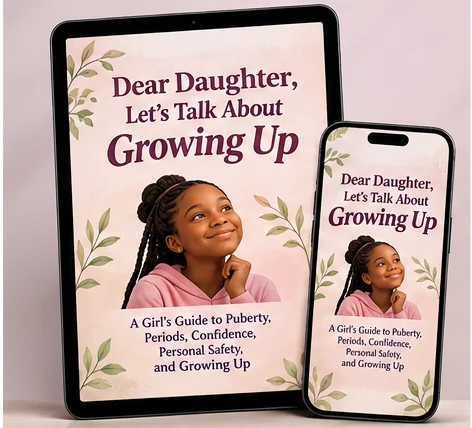 Dear Daughter,
Let's Talk About
Growing Up
A Girl's Guide to Puberty,
Periods, Confidence,
Personal Safety,
and Growing Up
Dear Daughter,
Let's Talk About
Growing Up
A Girl's Guide to Puberty,
Periods, Confidence,
Personal Safety,
and Growing Up